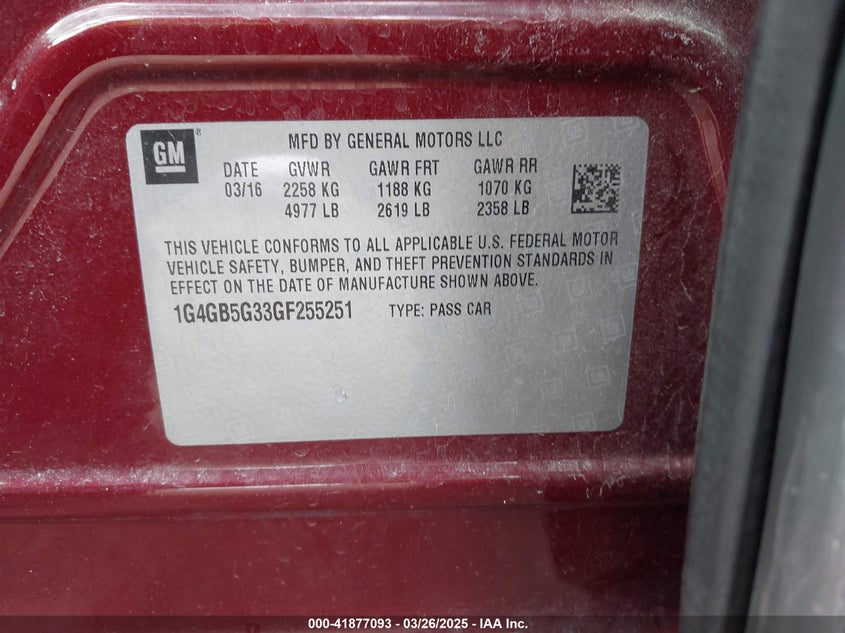 GM
MFD BY GENERAL MOTORS LLC
DATE GVWR GAWR FRT GAWR RR
03/16 2258 KG 1188 KG 1070 KG
4977 LB 2619 LB 2358 LB
THIS VEHICLE CONFORMS TO ALL APPLICABLE U.S. FEDERAL MOTOR
VEHICLE SAFETY, BUMPER, AND THEFT PREVENTION STANDARDS IN
EFFECT ON THE DATE OF MANUFACTURE SHOWN ABOVE.
1G4GB5G33GF255251 TYPE: PASS CAR
000-41877093 - 03/26/2025 - IAA Inc.